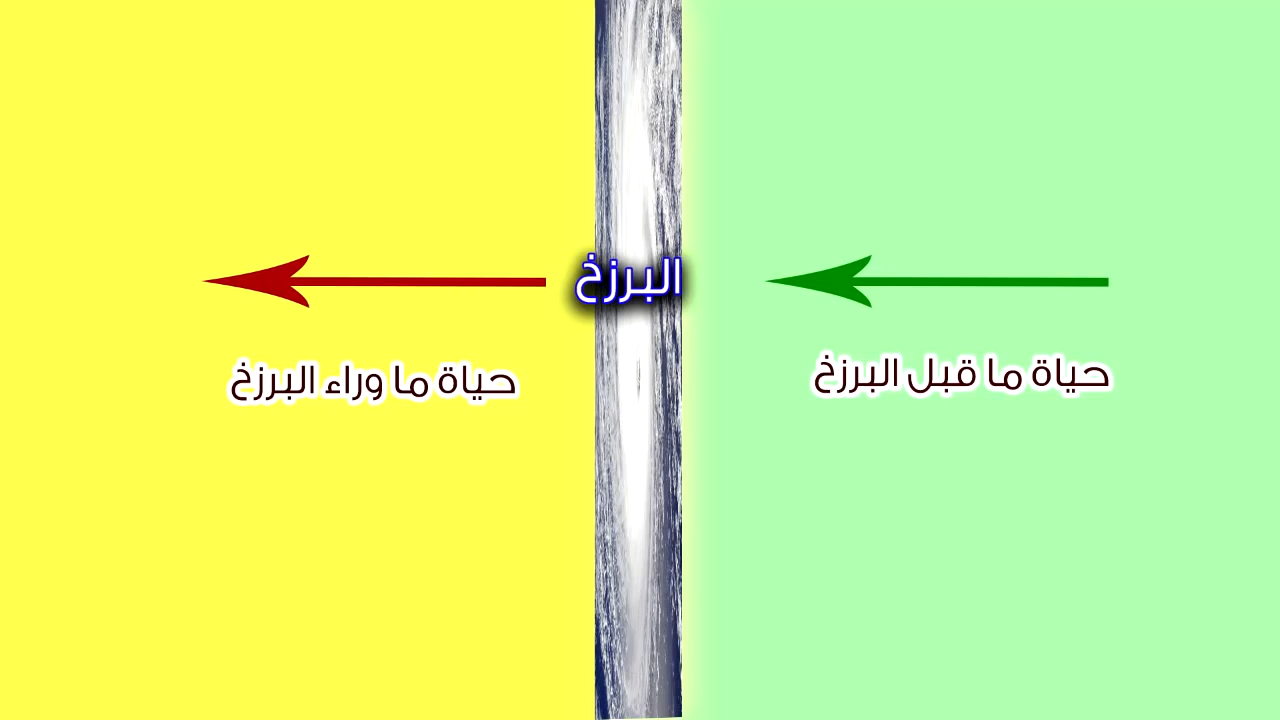 البرزخ
حياة ما قبل البرزخ
حياة ما وراء البرزخ